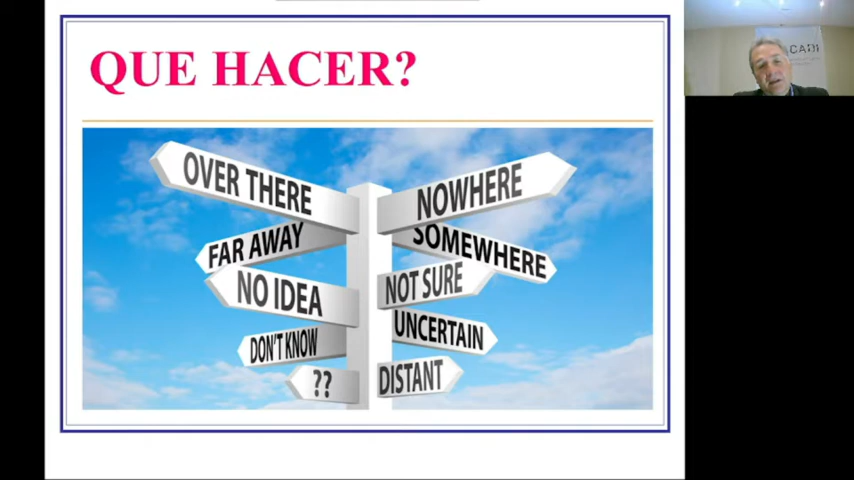 QUE HACER?
OVER THERE
NOWHERE
FAR AWAY
SOMEWHERE
NO IDEA
NOT SURE
DON'T KNOW
UNCERTAIN
??
DISTANT